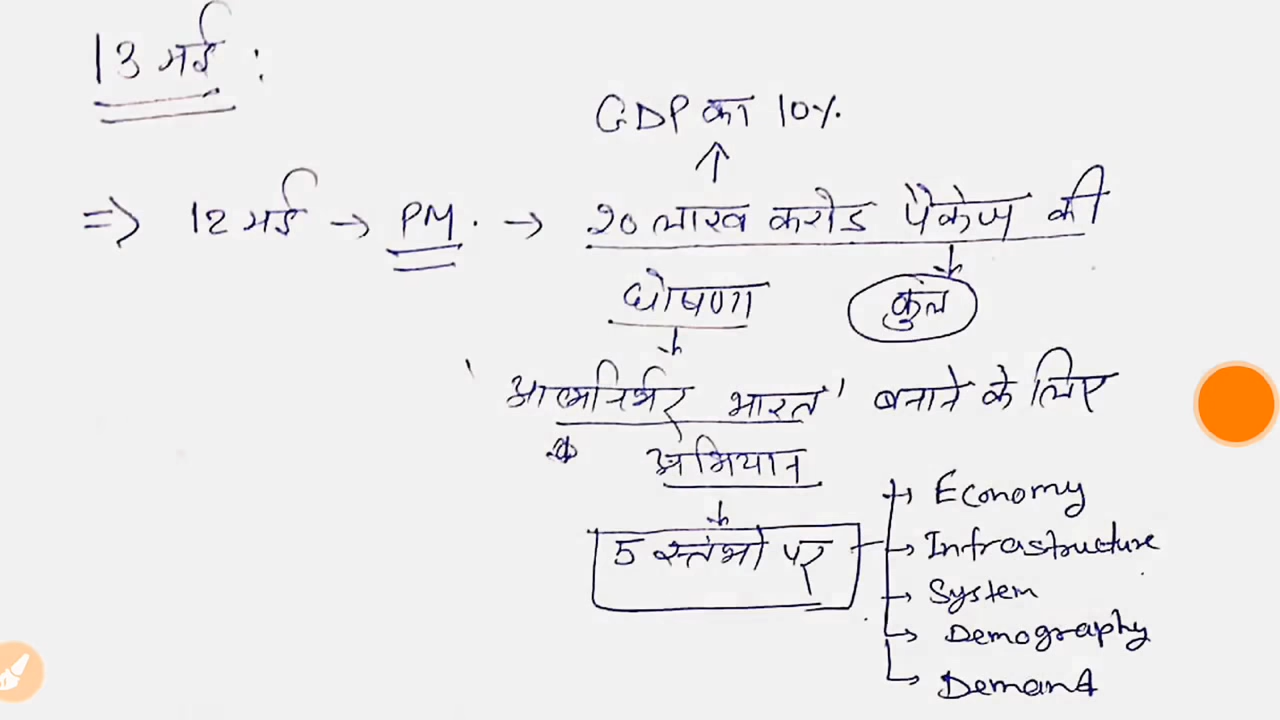 13 मई :
GDP का 10%
⇒ 12 मई → PM. → 20 लाख करोड पैकेज की
घोषणा
कुल
'आत्मनिर्भर भारत' बनाने के लिए
अभियान
5 स्तंभो पर
Economy
Infrastructure
System
Demography
Demand